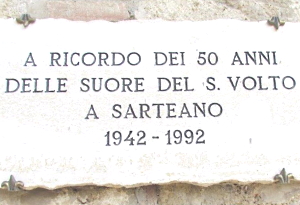 A RICORDO DEI 50 ANNI
DELLE SUORE DEL S. VOLTO
A SARTEANO
1942 - 1992